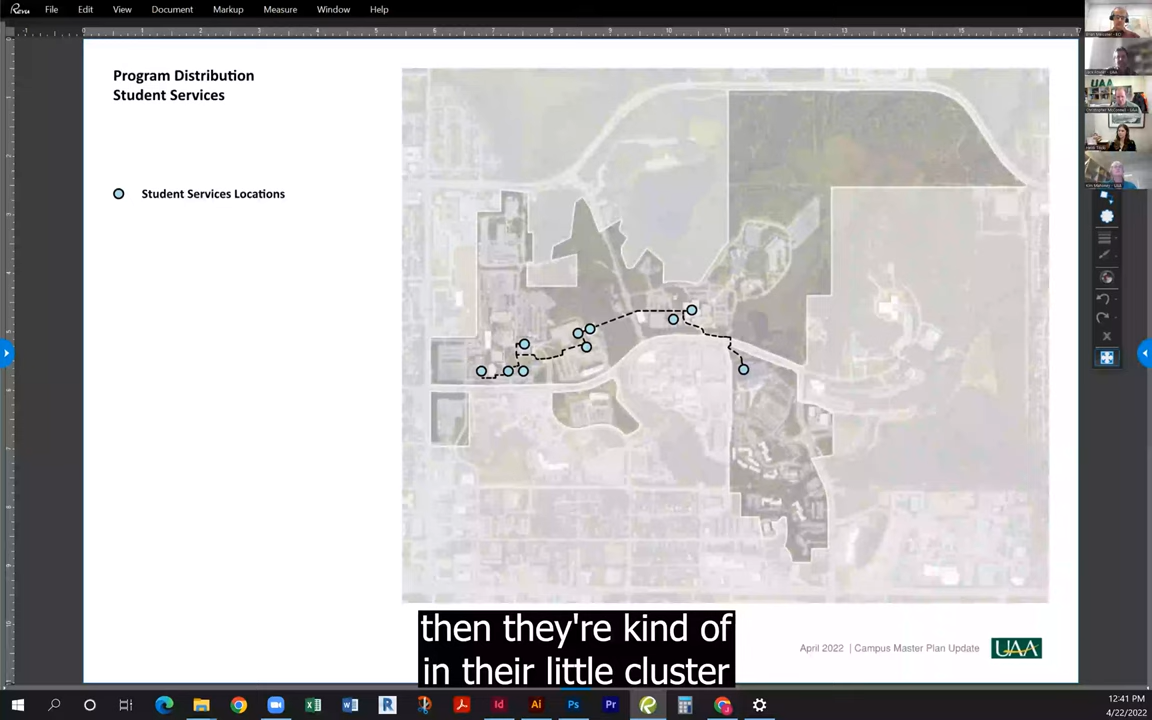 Revu File Edit View Document Markup Measure Window Help
Program Distribution
Student Services
Student Services Locations
then they're kind of
in their little cluster
April 2022 | Campus Master Plan Update UAA
12:41 PM
4/22/2022